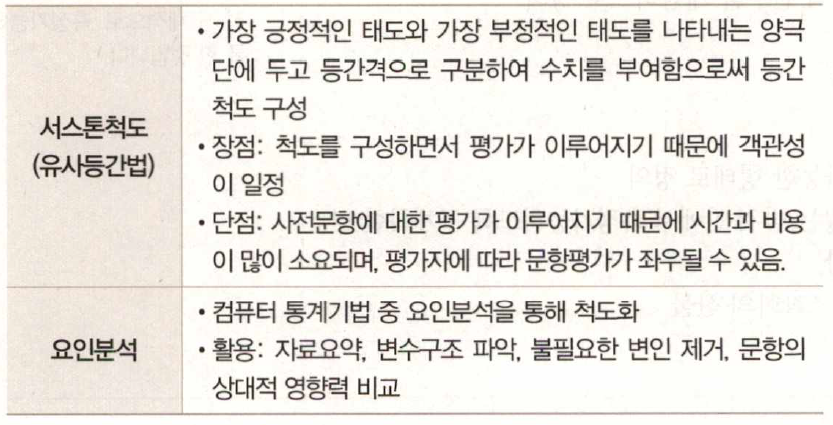 서스톤척도
(유사등간법)
• 가장 긍정적인 태도와 가장 부정적인 태도를 나타내는 양극
단에 두고 등간격으로 구분하여 수치를 부여함으로써 등간
척도 구성
• 장점: 척도를 구성하면서 평가가 이루어지기 때문에 객관성
이 일정
• 단점: 사전문항에 대한 평가가 이루어지기 때문에 시간과 비용
이 많이 소요되며, 평가자에 따라 문항평가가 좌우될 수 있음.
요인분석
• 컴퓨터 통계기법 중 요인분석을 통해 척도화
• 활용: 자료요약, 변수구조 파악, 불필요한 변인 제거, 문항의
상대적 영향력 비교